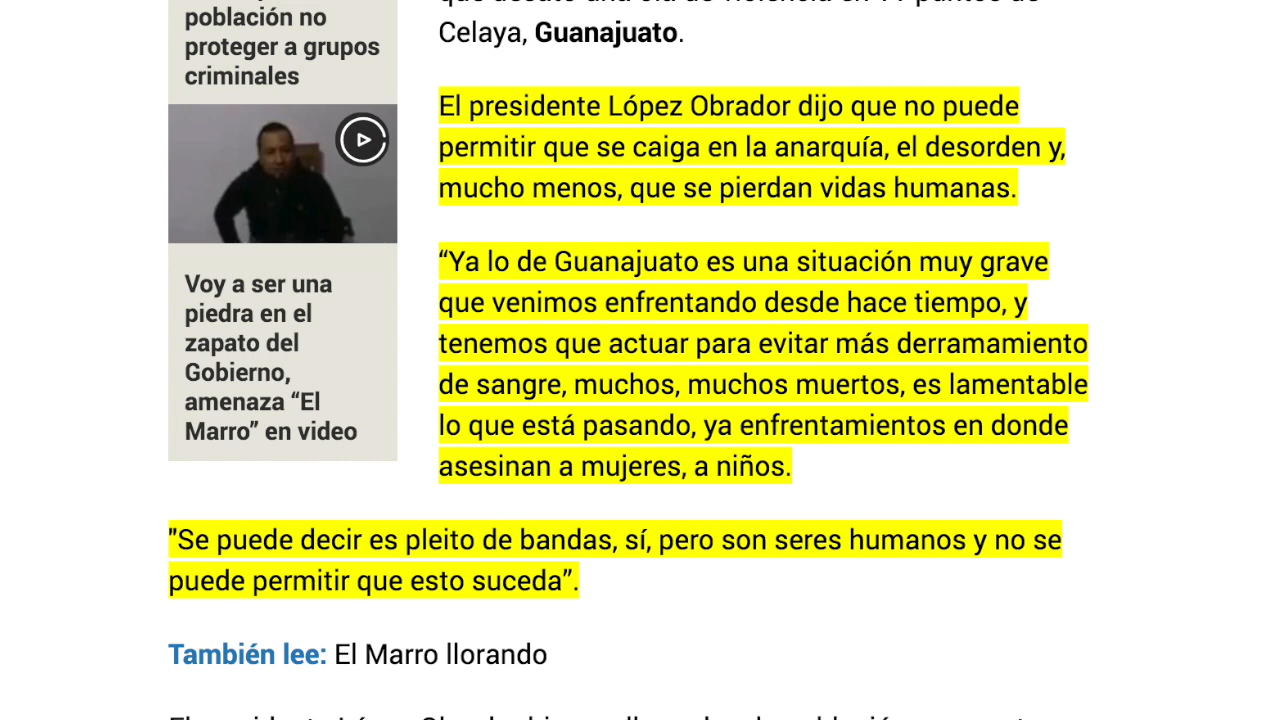 población no
proteger a grupos
criminales
Voy a ser una
piedra en el
zapato del
Gobierno,
amenaza “El
Marro” en video
Celaya, Guanajuato.
El presidente López Obrador dijo que no puede
permitir que se caiga en la anarquía, el desorden y,
mucho menos, que se pierdan vidas humanas.
“Ya lo de Guanajuato es una situación muy grave
que venimos enfrentando desde hace tiempo, y
tenemos que actuar para evitar más derramamiento
de sangre, muchos, muchos muertos, es lamentable
lo que está pasando, ya enfrentamientos en donde
asesinan a mujeres, a niños.
"Se puede decir es pleito de bandas, sí, pero son seres humanos y no se
puede permitir que esto suceda”.
También lee: El Marro llorando